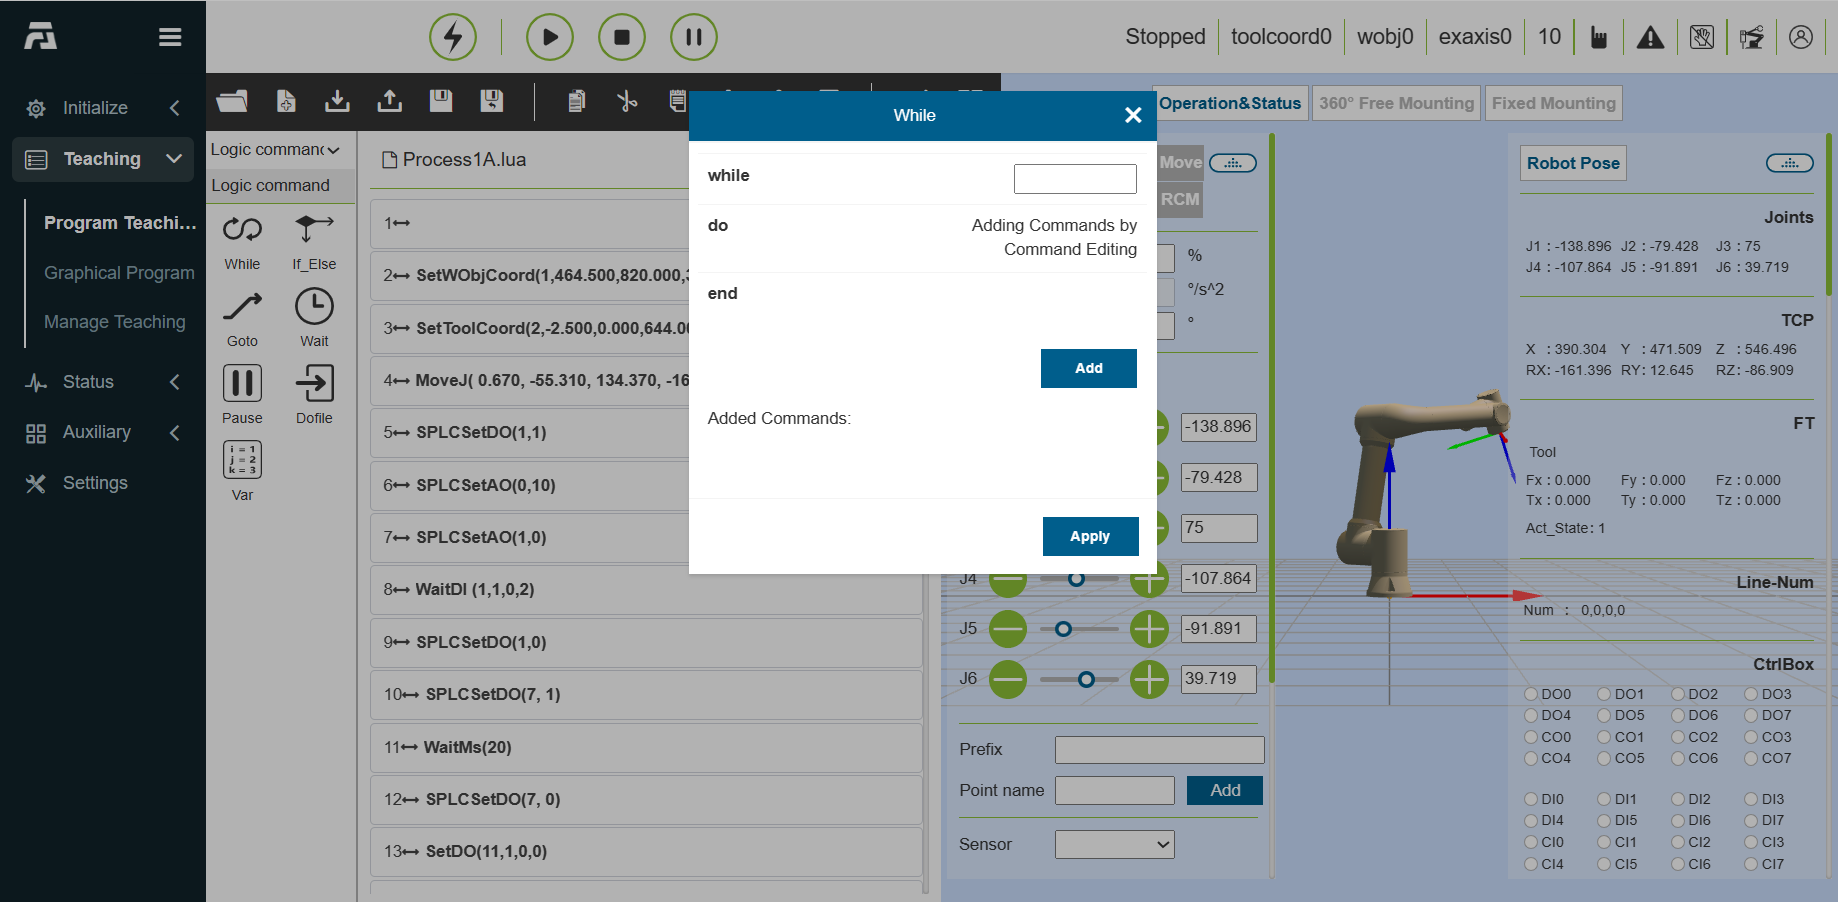 Stopped
toolcoord0
wobj0
exaxis0
10
Initialize
Teaching
Program Teachi...
Graphical Program
Manage Teaching
Status
Auxiliary
Settings
Logic command
While
If_Else
Goto
Wait
Pause
Dofile
i = 1
j = 2
k = 3
Var
Process1A.lua
1
2 SetWObjCoord(1,464.500,820.000,
3 SetToolCoord(2,-2.500,0.000,644.0
4 MoveJ( 0.670, -55.310, 134.370, -16
5 SPLCSetDO(1,1)
6 SPLCSetAO(0,10)
7 SPLCSetAO(1,0)
8 WaitDI (1,1,0,2)
9 SPLCSetDO(1,0)
10 SPLCSetDO(7, 1)
11 WaitMs(20)
12 SPLCSetDO(7, 0)
13 SetDO(11,1,0,0)
While
while
do
Adding Commands by
Command Editing
end
Add
Added Commands:
Apply
Operation&Status
360° Free Mounting
Fixed Mounting
Move
RCM
%
°/s^2
°
-138.896
-79.428
75
J4 -107.864
J5 -91.891
J6 39.719
Prefix
Point name Add
Sensor
Robot Pose
Joints
J1 : -138.896 J2 : -79.428 J3 : 75
J4 : -107.864 J5 : -91.891 J6 : 39.719
TCP
X : 390.304 Y : 471.509 Z : 546.496
RX: -161.396 RY: 12.645 RZ: -86.909
FT
Tool
Fx : 0.000 Fy : 0.000 Fz : 0.000
Tx : 0.000 Ty : 0.000 Tz : 0.000
Act_State: 1
Line-Num
Num : 0,0,0,0
CtrlBox
DO0 DO1 DO2 DO3
DO4 DO5 DO6 DO7
CO0 CO1 CO2 CO3
CO4 CO5 CO6 CO7
DI0 DI1 DI2 DI3
DI4 DI5 DI6 DI7
CI0 CI1 CI2 CI3
CI4 CI5 CI6 CI7